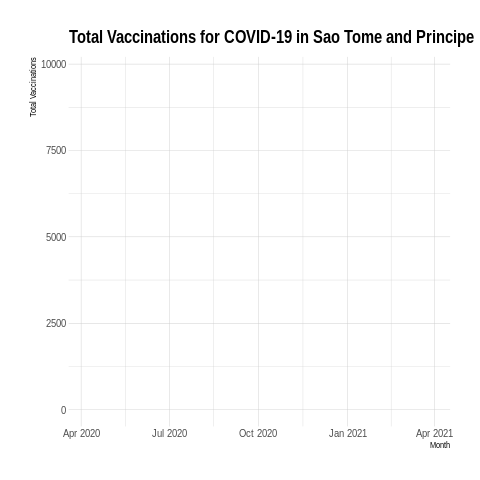 Total Vaccinations for COVID-19 in Sao Tome and Principe
Total Vaccinations
10000
7500
5000
2500
0
Apr 2020 Jul 2020 Oct 2020 Jan 2021 Apr 2021
Month